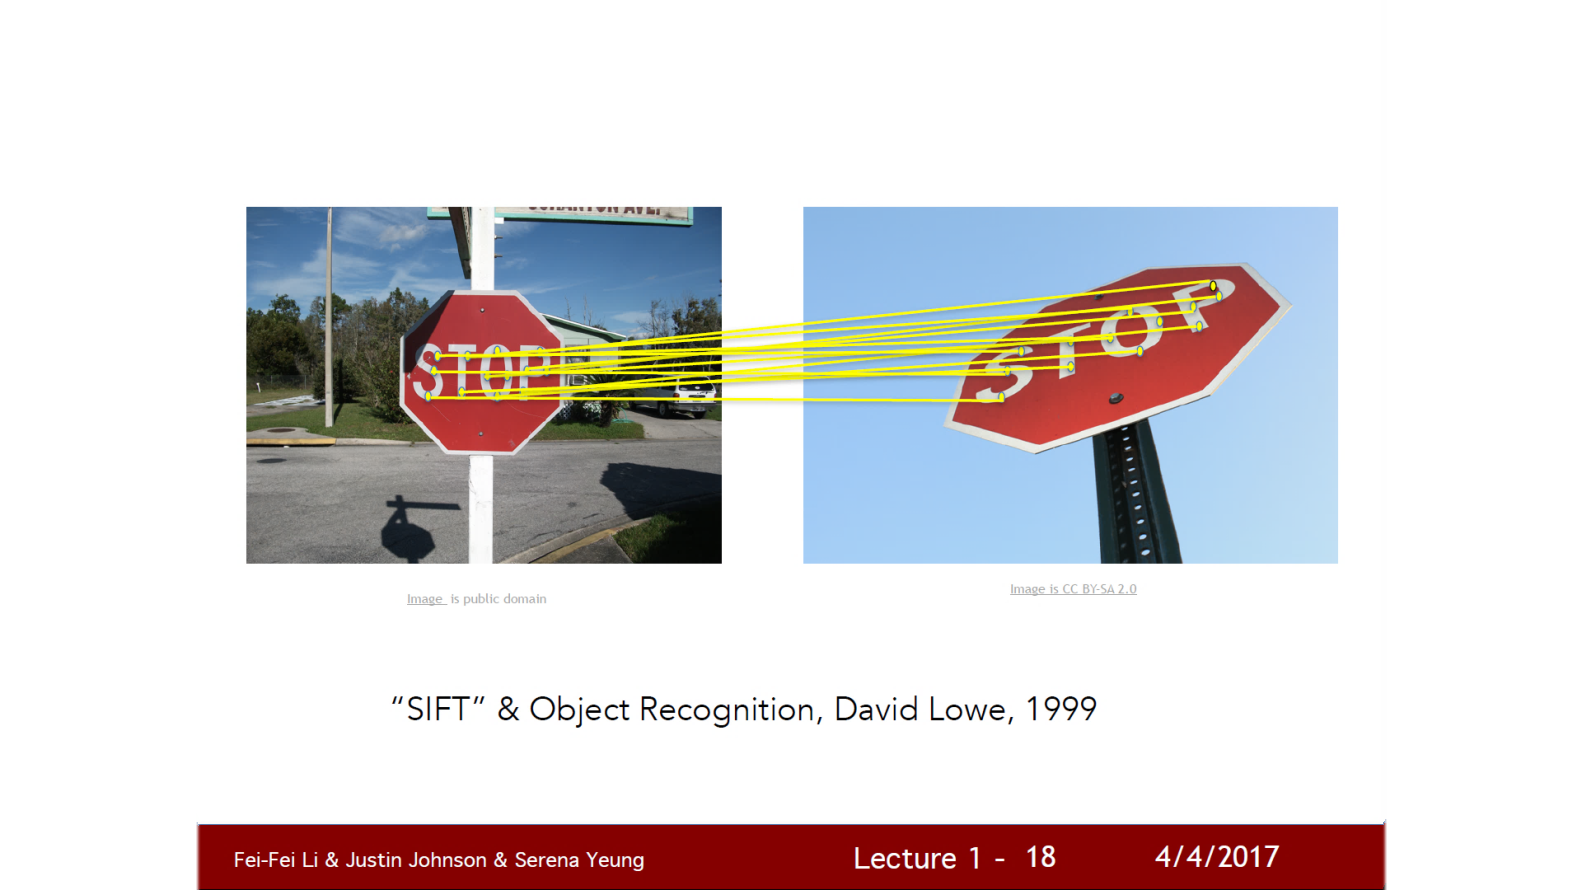 AVE.
STOP
STOP
Image is public domain
Image is CC BY-SA 2.0
“SIFT” & Object Recognition, David Lowe, 1999
Fei-Fei Li & Justin Johnson & Serena Yeung
Lecture 1 - 18
4/4/2017